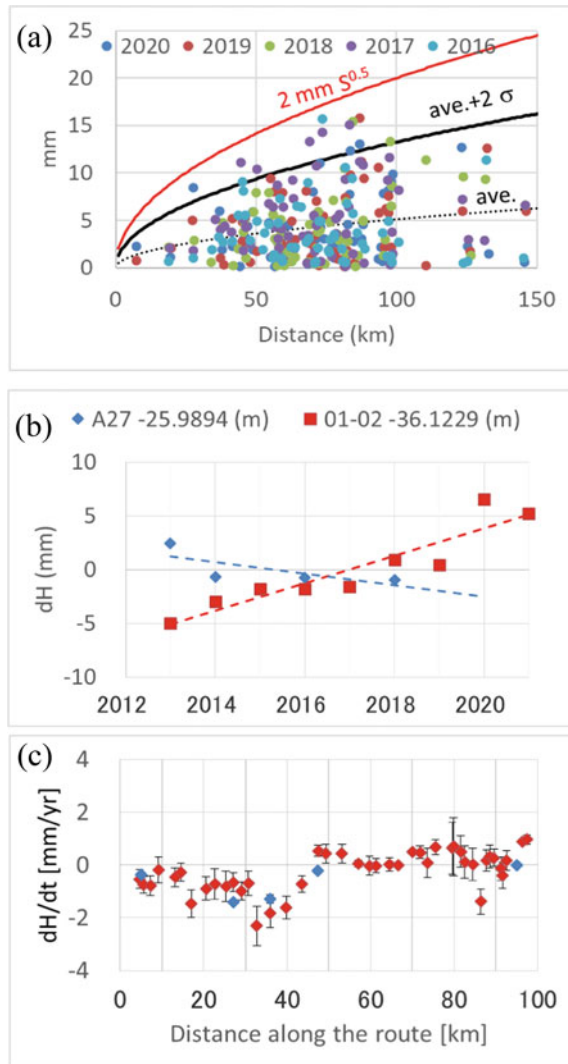 (a)
mm
25
20
15
10
5
0
2020 2019 2018 2017 2016
2 mm S^0.5
ave.+2 σ
ave.
0 50 100 150
Distance (km)
(b)
A27 -25.9894 (m) 01-02 -36.1229 (m)
dH (mm)
10
5
0
-5
-10
2012 2014 2016 2018 2020
(c)
dH/dt [mm/yr]
4
2
0
-2
-4
0 20 40 60 80 100
Distance along the route [km]